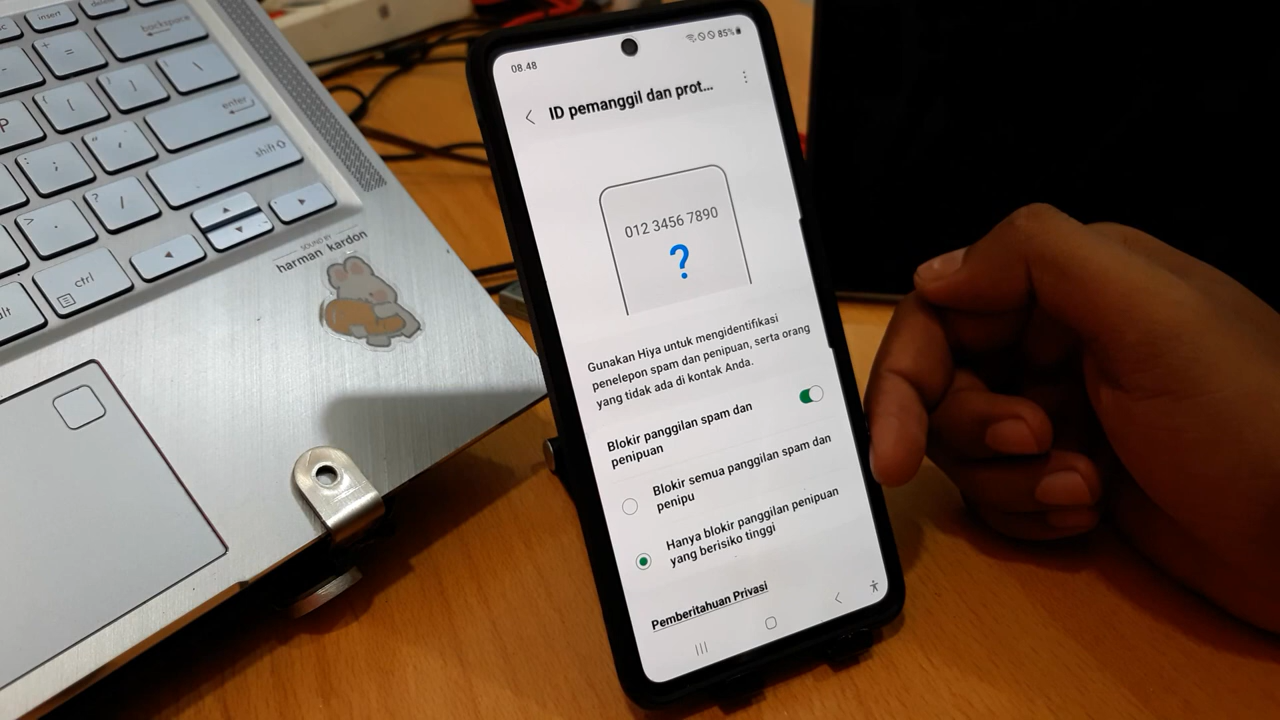 insert
delete
backspace
enter
shift
ctrl
alt
P
SOUND BY
harman kardon
08.48
85%
ID pemanggil dan prot...
012 3456 7890
?
Gunakan Hiya untuk mengidentifikasi
penelepon spam dan penipuan, serta orang
yang tidak ada di kontak Anda.
Blokir panggilan spam dan
penipuan
Blokir semua panggilan spam dan
penipu
Hanya blokir panggilan penipuan
yang berisiko tinggi
Pemberitahuan Privasi